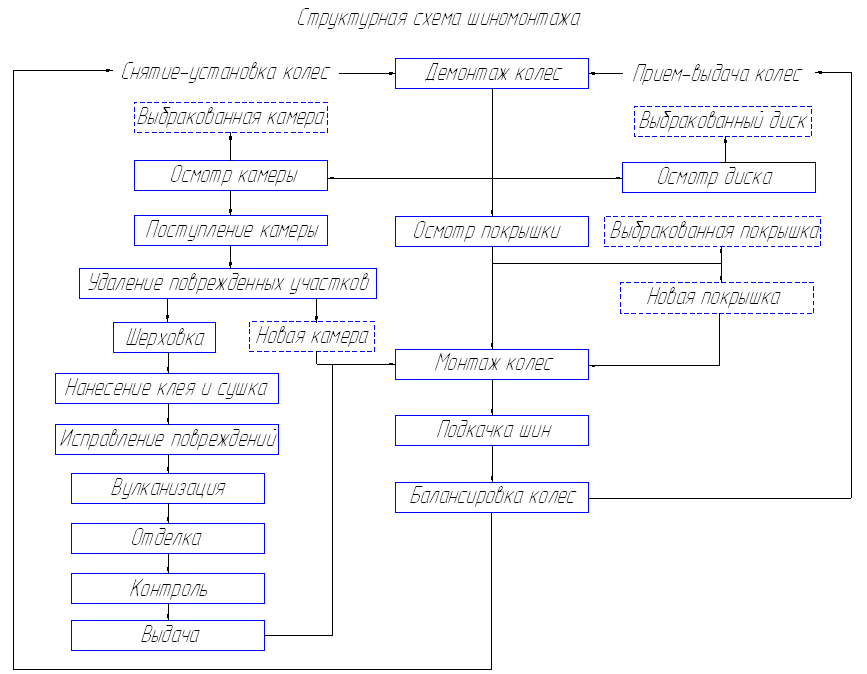 Структурная схема шиномонтажа
Снятие-установка колес
Демонтаж колес
Прием-выдача колес
Выбракованная камера
Выбракованный диск
Осмотр камеры
Осмотр диска
Поступление камеры
Осмотр покрышки
Выбракованная покрышка
Удаление поврежденных участков
Новая покрышка
Шерховка
Новая камера
Монтаж колес
Нанесение клея и сушка
Подкачка шин
Исправление повреждений
Вулканизация
Балансировка колес
Отделка
Контроль
Выдача